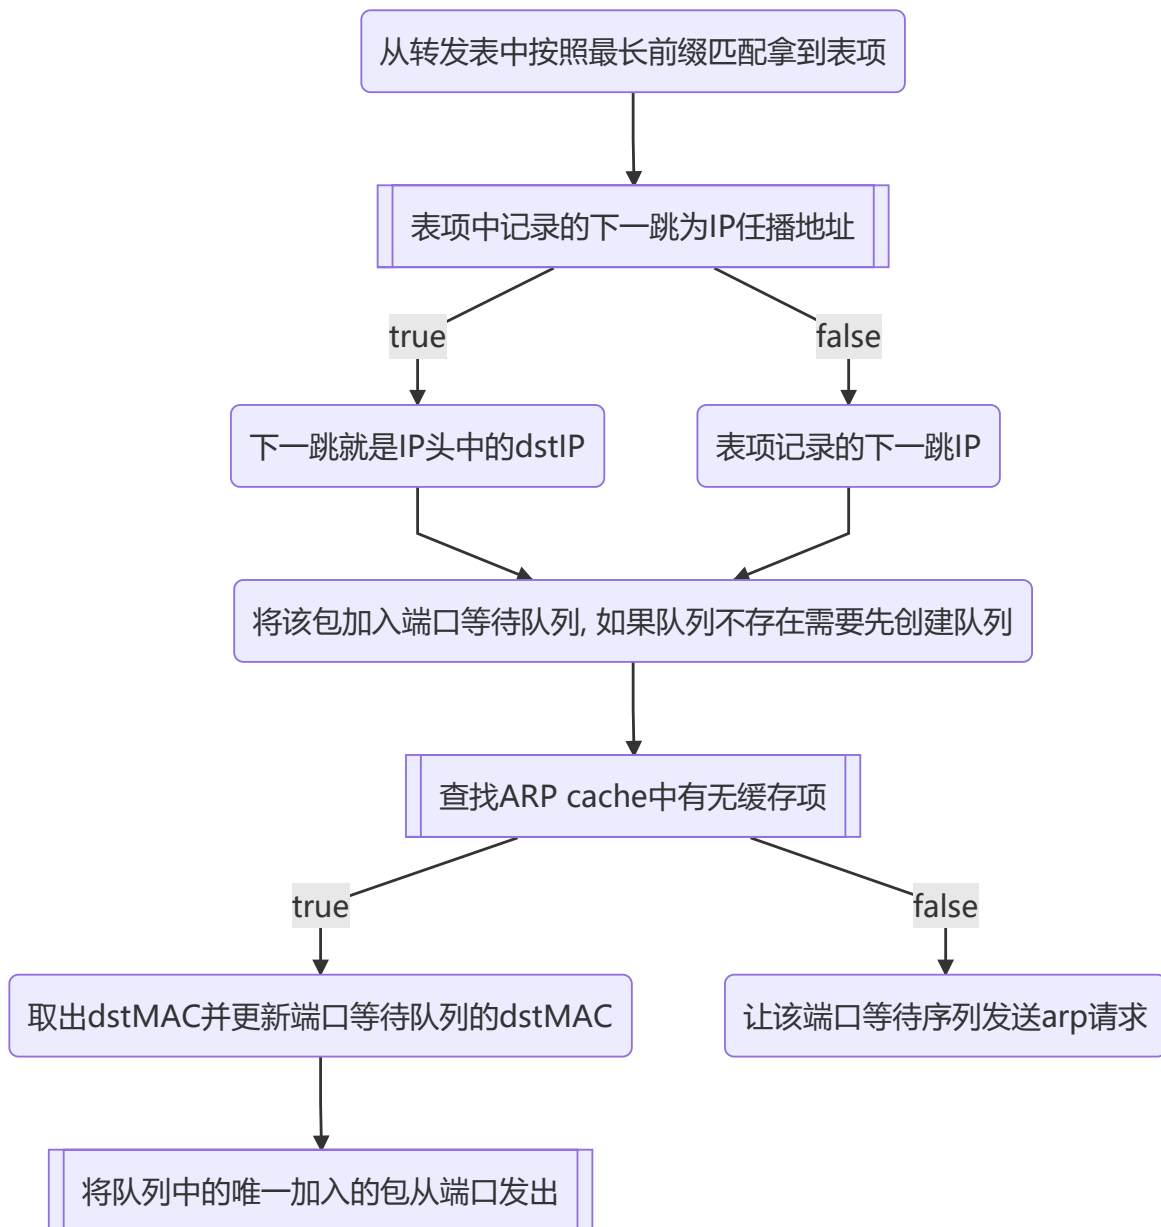 从转发表中按照最长前缀匹配拿到表项
表项中记录的下一跳为IP任播地址
true
false
下一跳就是IP头中的dstIP
表项记录的下一跳IP
将该包加入端口等待队列, 如果队列不存在需要先创建队列
查找ARP cache中有无缓存项
true
false
取出dstMAC并更新端口等待队列的dstMAC
让该端口等待序列发送arp请求
将队列中的唯一加入的包从端口发出